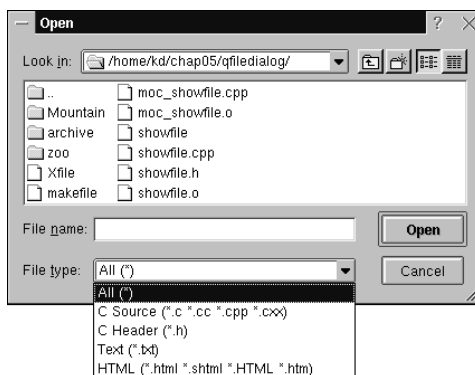 Open
Look in: /home/kd/chap05/qfiledialog/
..
Mountain
archive
zoo
Xfile
makefile
moc_showfile.cpp
moc_showfile.o
showfile
showfile.cpp
showfile.h
showfile.o
File name:
Open
File type: All (*)
Cancel
All (*)
C Source (*.c *.cc *.cpp *.cxx)
C Header (*.h)
Text (*.txt)
HTML (*.html *.shtml *.HTML *.htm)